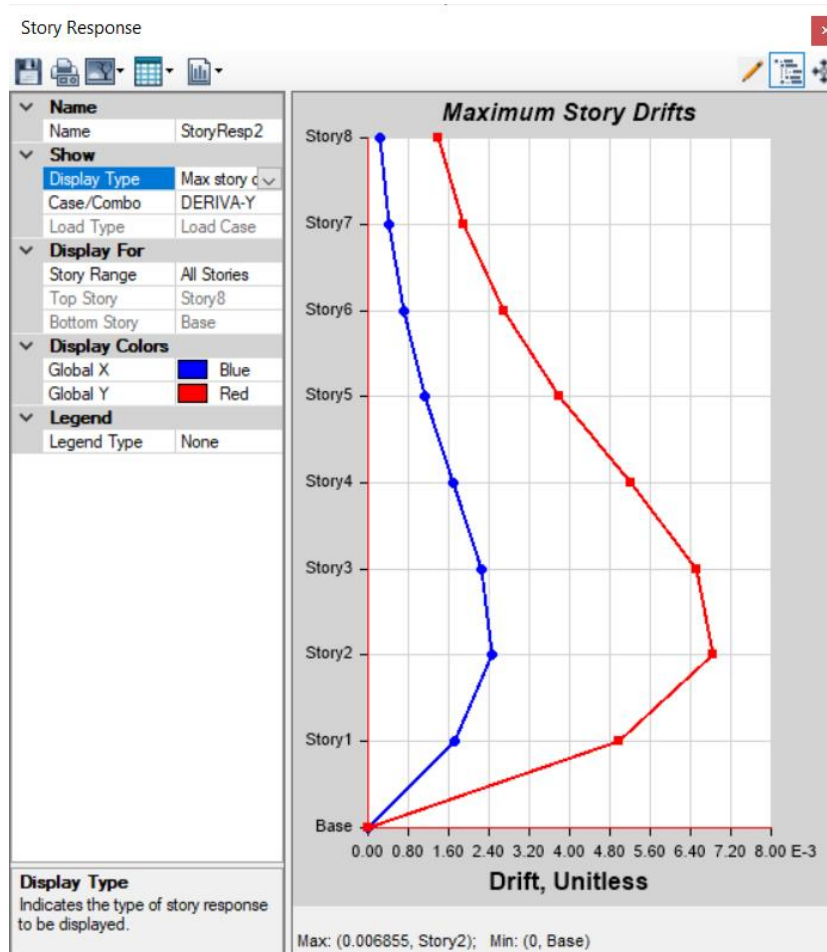 Story Response
Name
Name StoryResp2
Show
Display Type Max story
Case/Combo DERIVA-Y
Load Type Load Case
Display For
Story Range All Stories
Top Story Story8
Bottom Story Base
Display Colors
Global X Blue
Global Y Red
Legend
Legend Type None
Display Type
Indicates the type of story response
to be displayed.
Maximum Story Drifts
Story8
Story7
Story6
Story5
Story4
Story3
Story2
Story1
Base
0.00 0.80 1.60 2.40 3.20 4.00 4.80 5.60 6.40 7.20 8.00 E-3
Drift, Unitless
Max: (0.006855, Story2); Min: (0, Base)